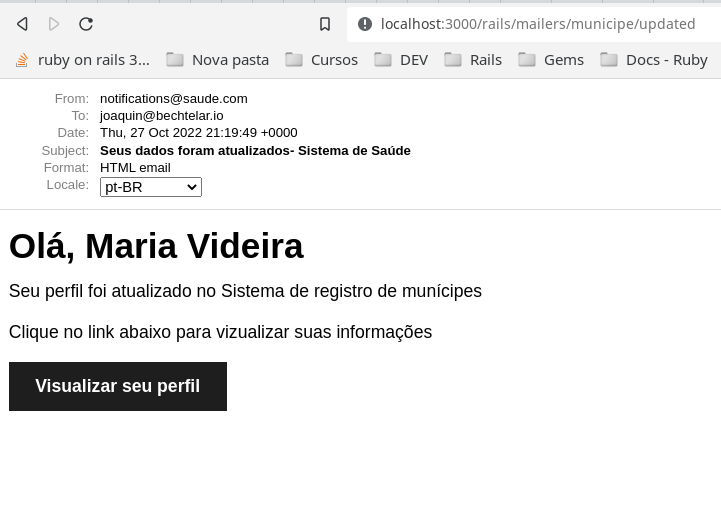 localhost:3000/rails/mailers/municipe/updated
ruby on rails 3... Nova pasta Cursos DEV Rails Gems Docs - Ruby
From: notifications@saude.com
To: joaquin@bechtelar.io
Date: Thu, 27 Oct 2022 21:19:49 +0000
Subject: Seus dados foram atualizados- Sistema de Saúde
Format: HTML email
Locale: pt-BR
Olá, Maria Videira
Seu perfil foi atualizado no Sistema de registro de munícipes
Clique no link abaixo para vizualizar suas informações
Visualizar seu perfil